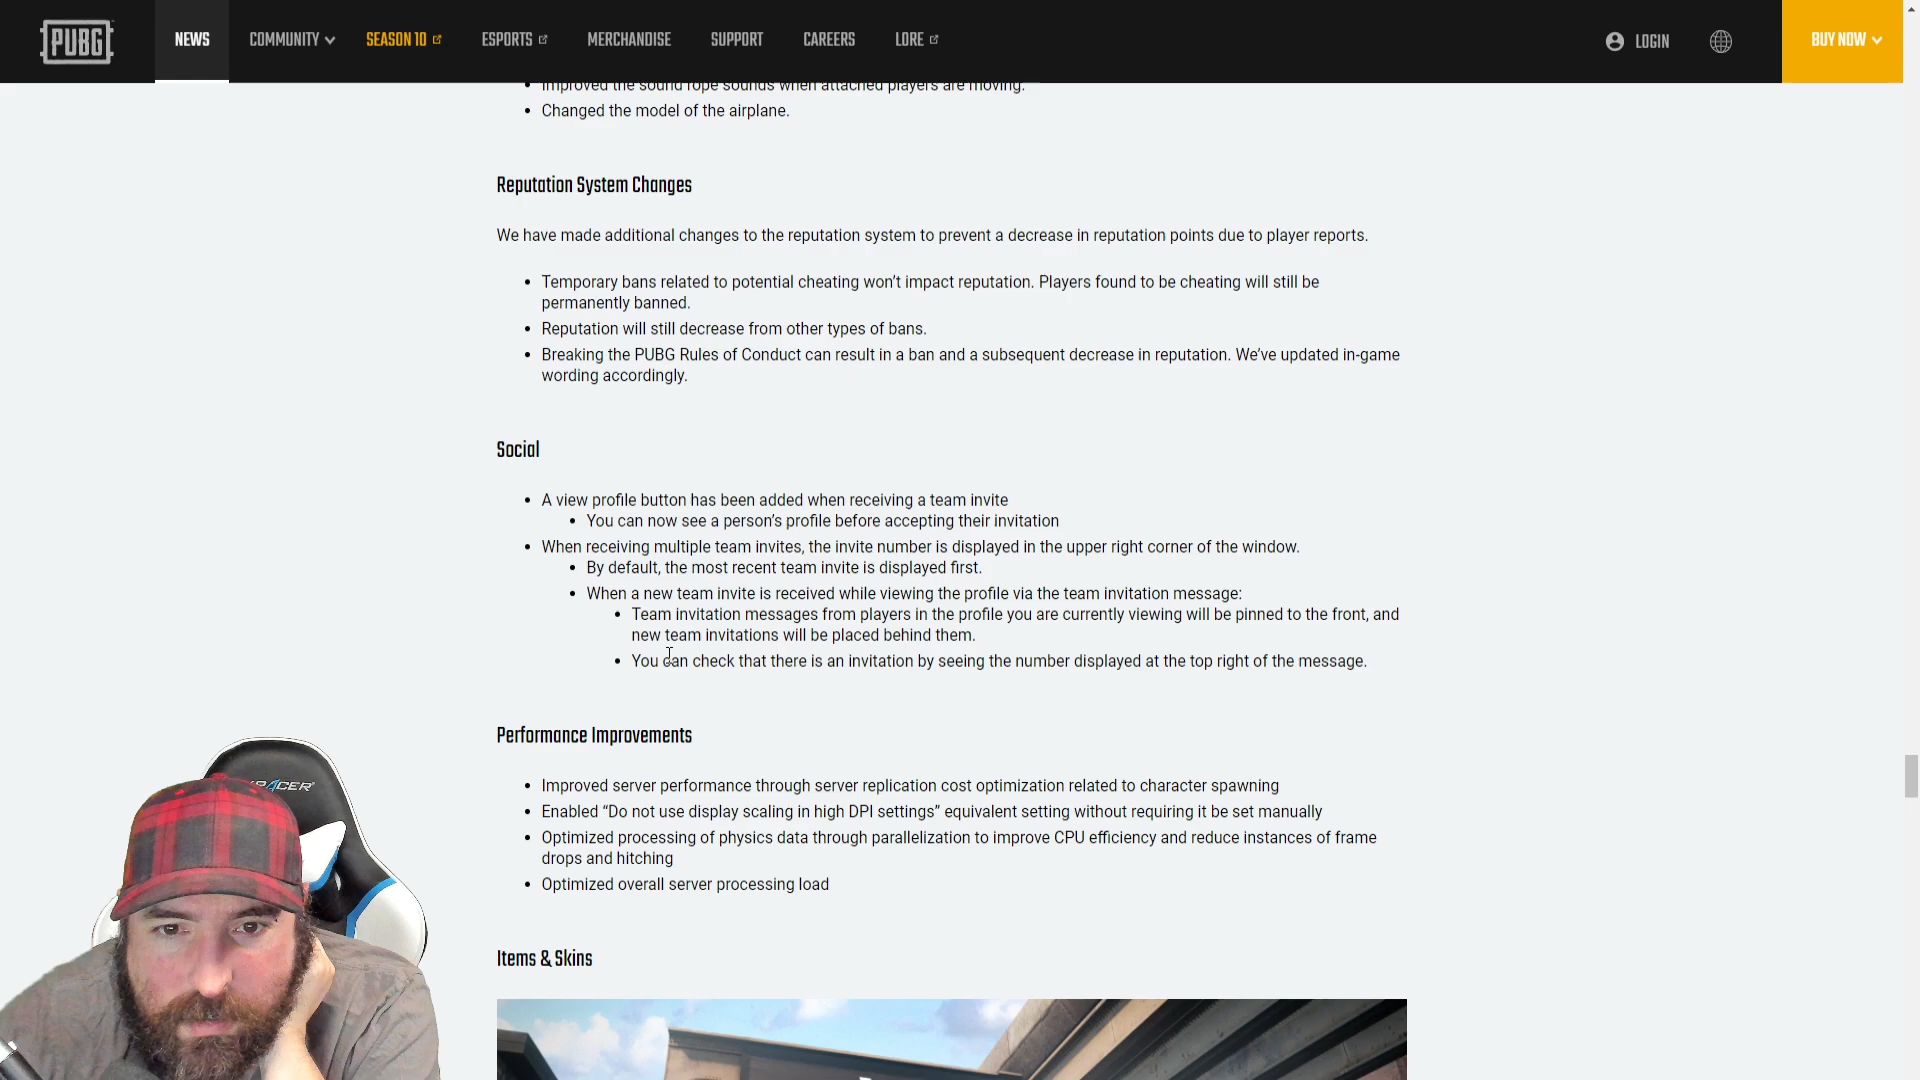 PUBG
NEWS COMMUNITY SEASON 10 ESPORTS MERCHANDISE SUPPORT CAREERS LORE LOGIN BUY NOW
Improved the sound rope sounds when attached players are moving.
Changed the model of the airplane.
Reputation System Changes
We have made additional changes to the reputation system to prevent a decrease in reputation points due to player reports.
Temporary bans related to potential cheating won’t impact reputation. Players found to be cheating will still be
permanently banned.
Reputation will still decrease from other types of bans.
Breaking the PUBG Rules of Conduct can result in a ban and a subsequent decrease in reputation. We’ve updated in-game
wording accordingly.
Social
A view profile button has been added when receiving a team invite
You can now see a person’s profile before accepting their invitation
When receiving multiple team invites, the invite number is displayed in the upper right corner of the window.
By default, the most recent team invite is displayed first.
When a new team invite is received while viewing the profile via the team invitation message:
Team invitation messages from players in the profile you are currently viewing will be pinned to the front, and
new team invitations will be placed behind them.
You can check that there is an invitation by seeing the number displayed at the top right of the message.
Performance Improvements
Improved server performance through server replication cost optimization related to character spawning
Enabled “Do not use display scaling in high DPI settings” equivalent setting without requiring it be set manually
Optimized processing of physics data through parallelization to improve CPU efficiency and reduce instances of frame
drops and hitching
Optimized overall server processing load
Items & Skins